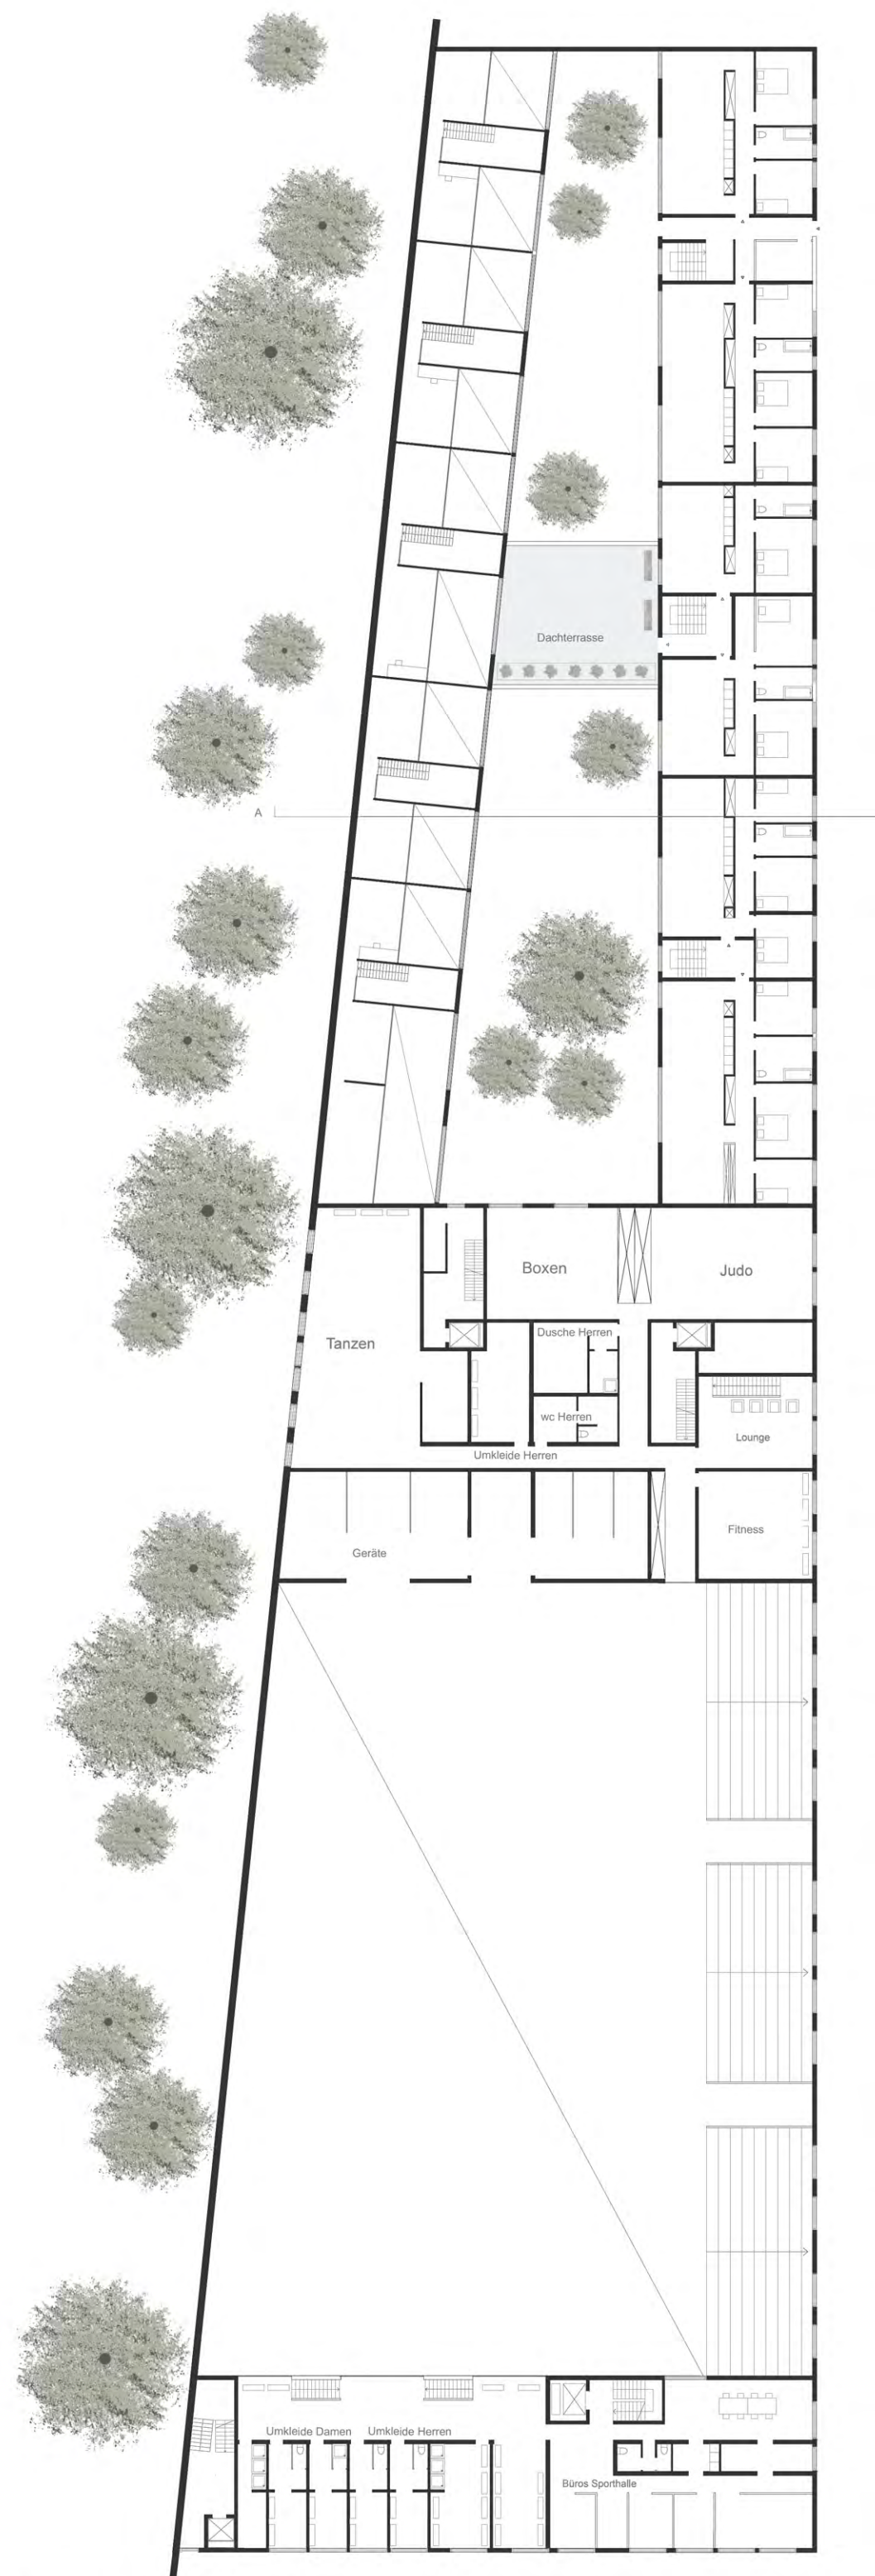 Dachterrasse
A
Boxen
Judo
Dusche Herren
Tanzen
wc Herren
Lounge
Umkleide Herren
Fitness
Geräte
Umkleide Damen
Umkleide Herren
Büros Sporthalle